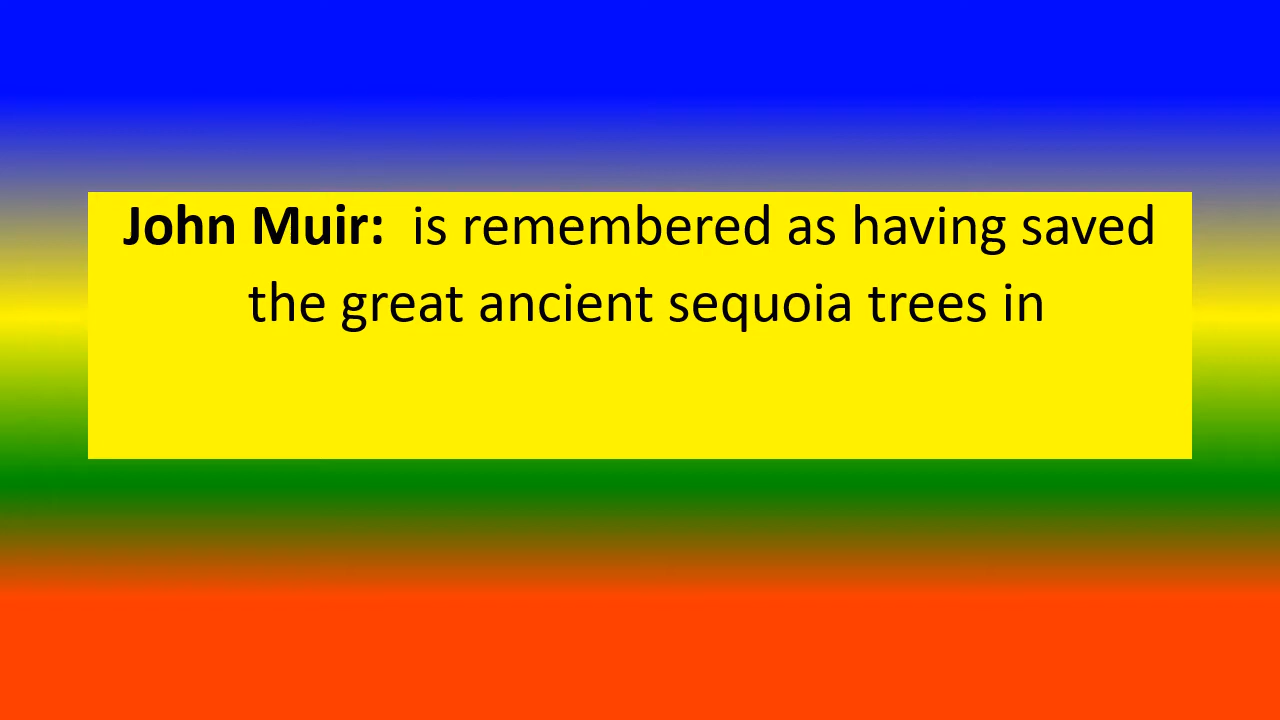 John Muir:  is remembered as having saved
the great ancient sequoia trees in